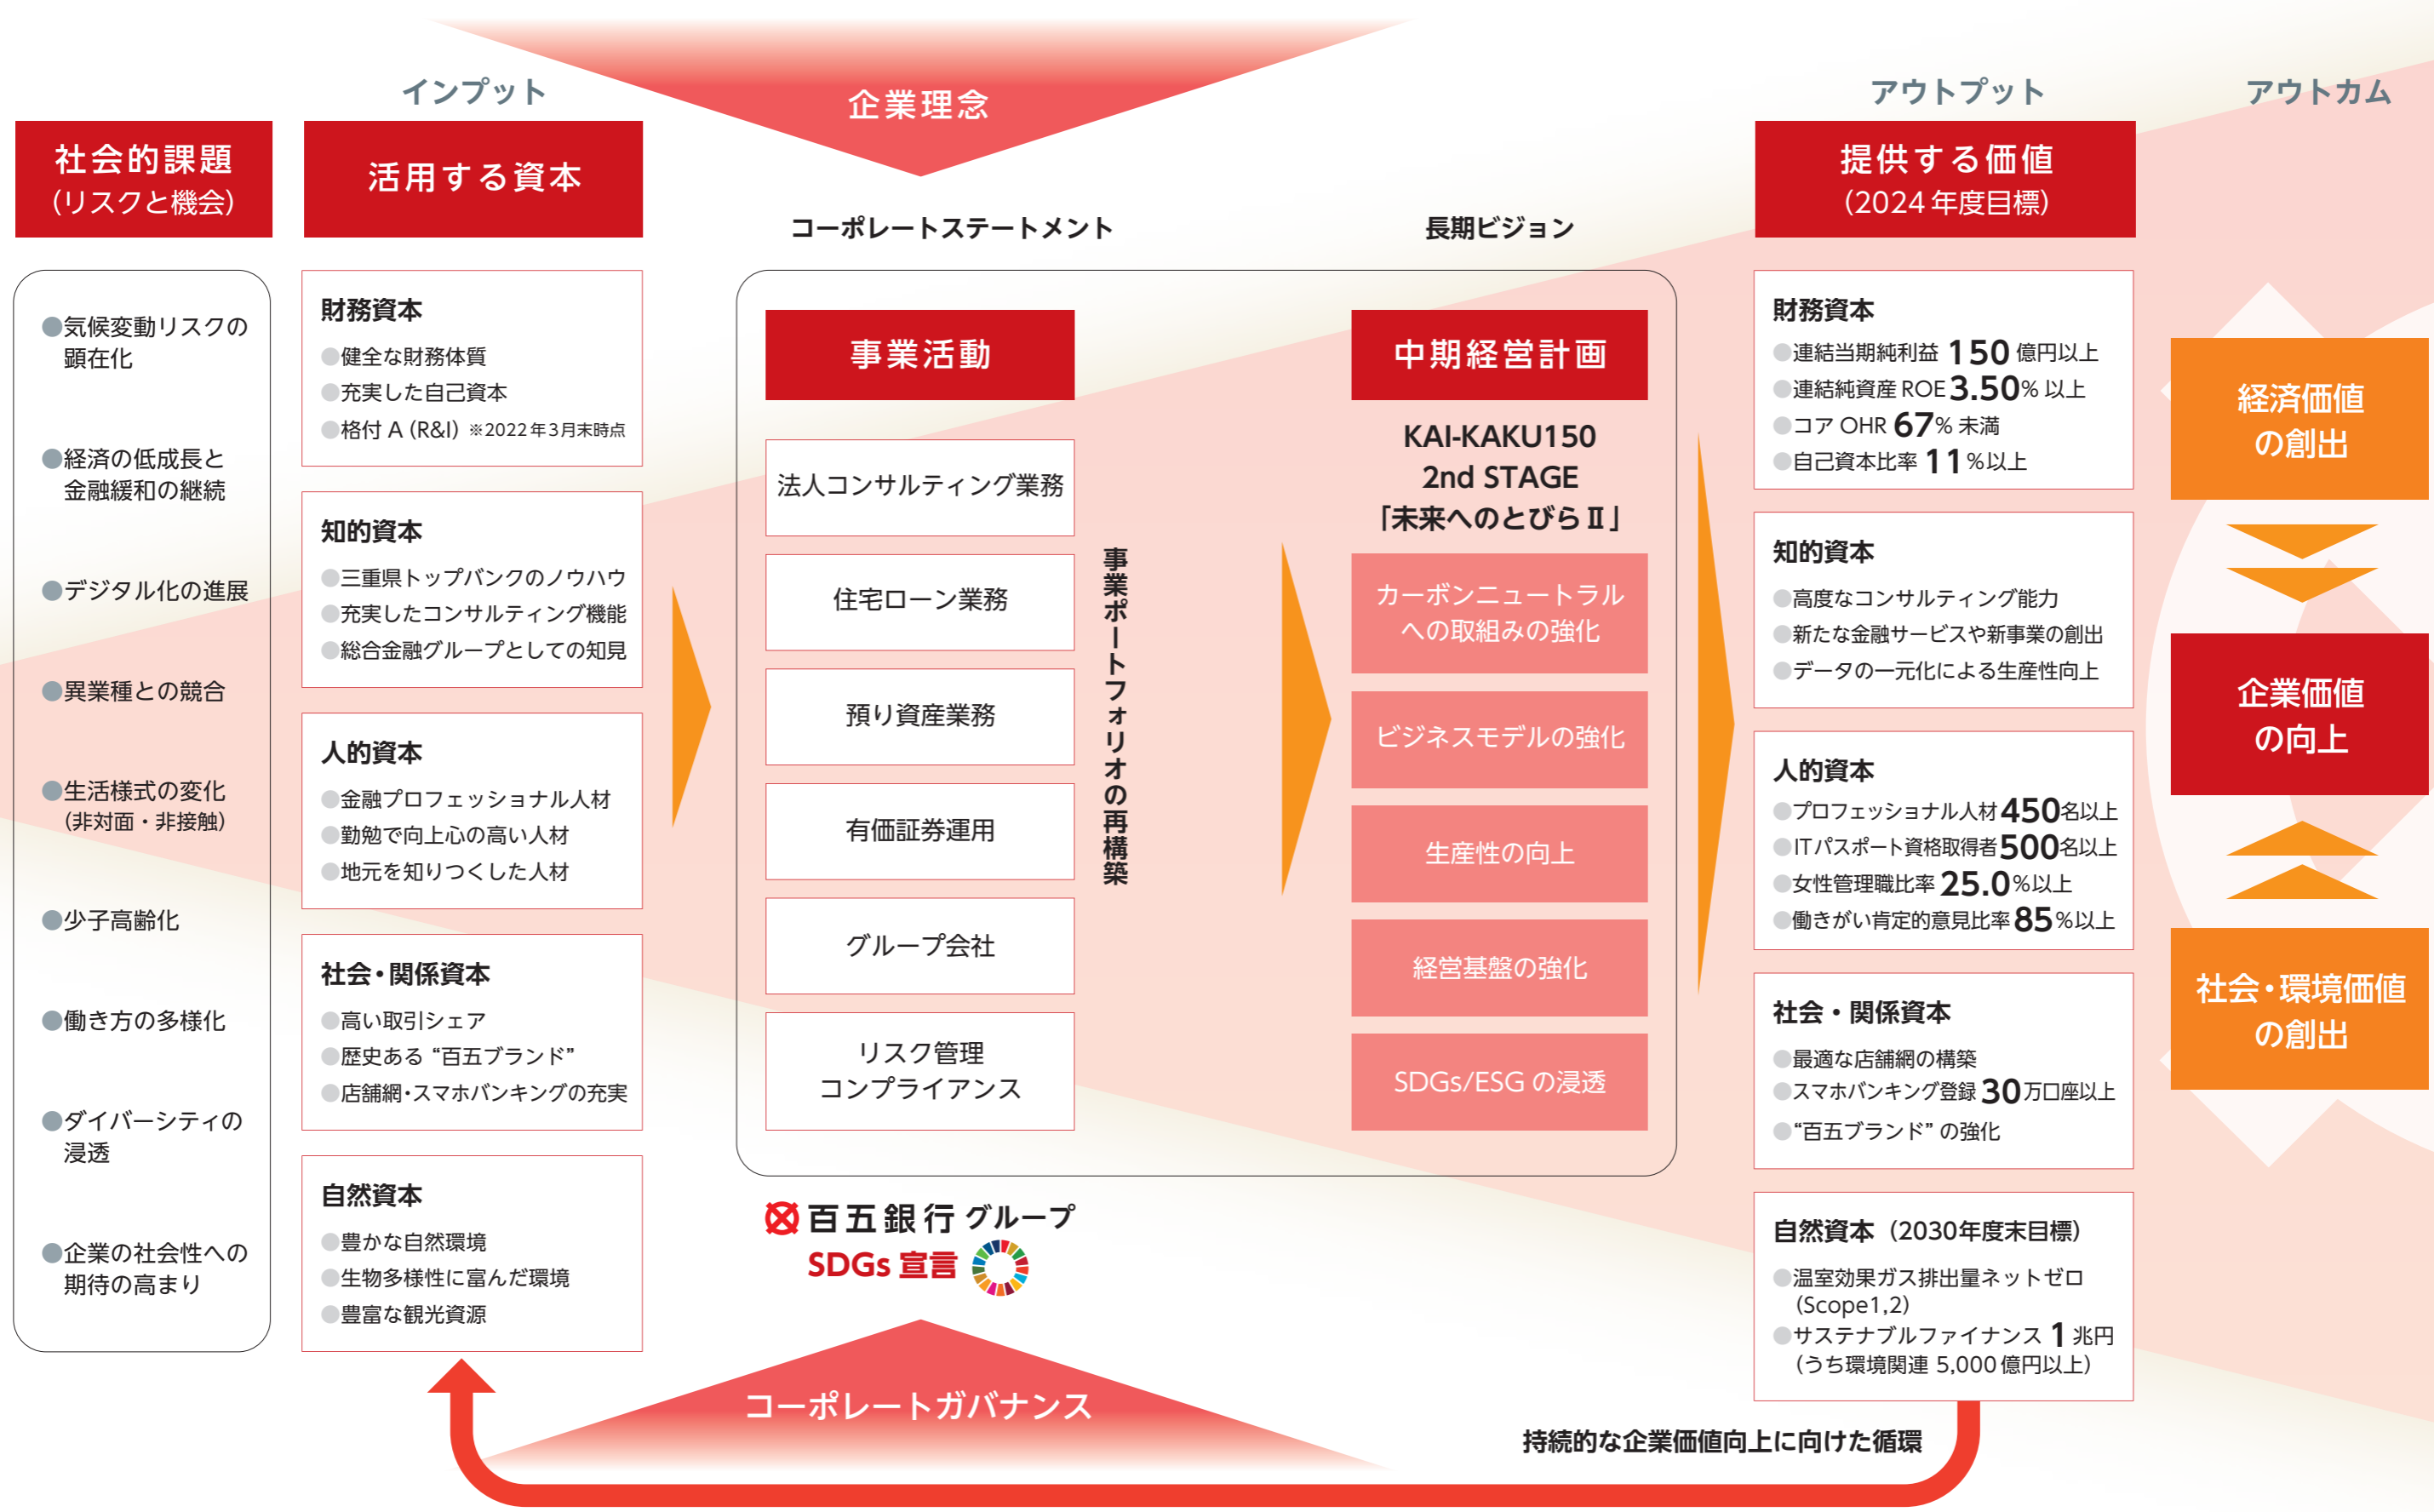 インプット
企業理念
アウトプット
アウトカム
社会的課題
(リスクと機会)
活用する資本
提供する価値
(2024年度目標)
コーポレートステートメント
長期ビジョン
●気候変動リスクの
顕在化
●経済の低成長と
金融緩和の継続
●デジタル化の進展
●異業種との競合
●生活様式の変化
(非対面・非接触)
●少子高齢化
●働き方の多様化
●ダイバーシティの
浸透
●企業の社会性への
期待の高まり
財務資本
●健全な財務体質
●充実した自己資本
●格付 A (R&I) ※2022年3月末時点
知的資本
●三重県トップバンクのノウハウ
●充実したコンサルティング機能
●総合金融グループとしての知見
人的資本
●金融プロフェッショナル人材
●勤勉で向上心の高い人材
●地元を知りつくした人材
社会・関係資本
●高い取引シェア
●歴史ある “百五ブランド”
●店舗網・スマホバンキングの充実
自然資本
●豊かな自然環境
●生物多様性に富んだ環境
●豊富な観光資源
事業活動
法人コンサルティング業務
住宅ローン業務
預り資産業務
有価証券運用
グループ会社
リスク管理
コンプライアンス
事業ポートフォリオの再構築
中期経営計画
KAI-KAKU150
2nd STAGE
「未来へのとびらⅡ」
カーボンニュートラル
への取組みの強化
ビジネスモデルの強化
生産性の向上
経営基盤の強化
SDGs/ESG の浸透
百五銀行グループ
SDGs 宣言
コーポレートガバナンス
財務資本
●連結当期純利益 150 億円以上
●連結純資産 ROE 3.50% 以上
●コア OHR 67% 未満
●自己資本比率 11%以上
知的資本
●高度なコンサルティング能力
●新たな金融サービスや新事業の創出
●データの一元化による生産性向上
人的資本
●プロフェッショナル人材450名以上
●ITパスポート資格取得者500名以上
●女性管理職比率 25.0%以上
●働きがい肯定的意見比率 85%以上
社会・関係資本
●最適な店舗網の構築
●スマホバンキング登録 30万口座以上
●“百五ブランド” の強化
自然資本 (2030年度末目標)
●温室効果ガス排出量ネットゼロ
(Scope1,2)
●サステナブルファイナンス 1 兆円
(うち環境関連 5,000億円以上)
経済価値
の創出
企業価値
の向上
社会・環境価値
の創出
持続的な企業価値向上に向けた循環